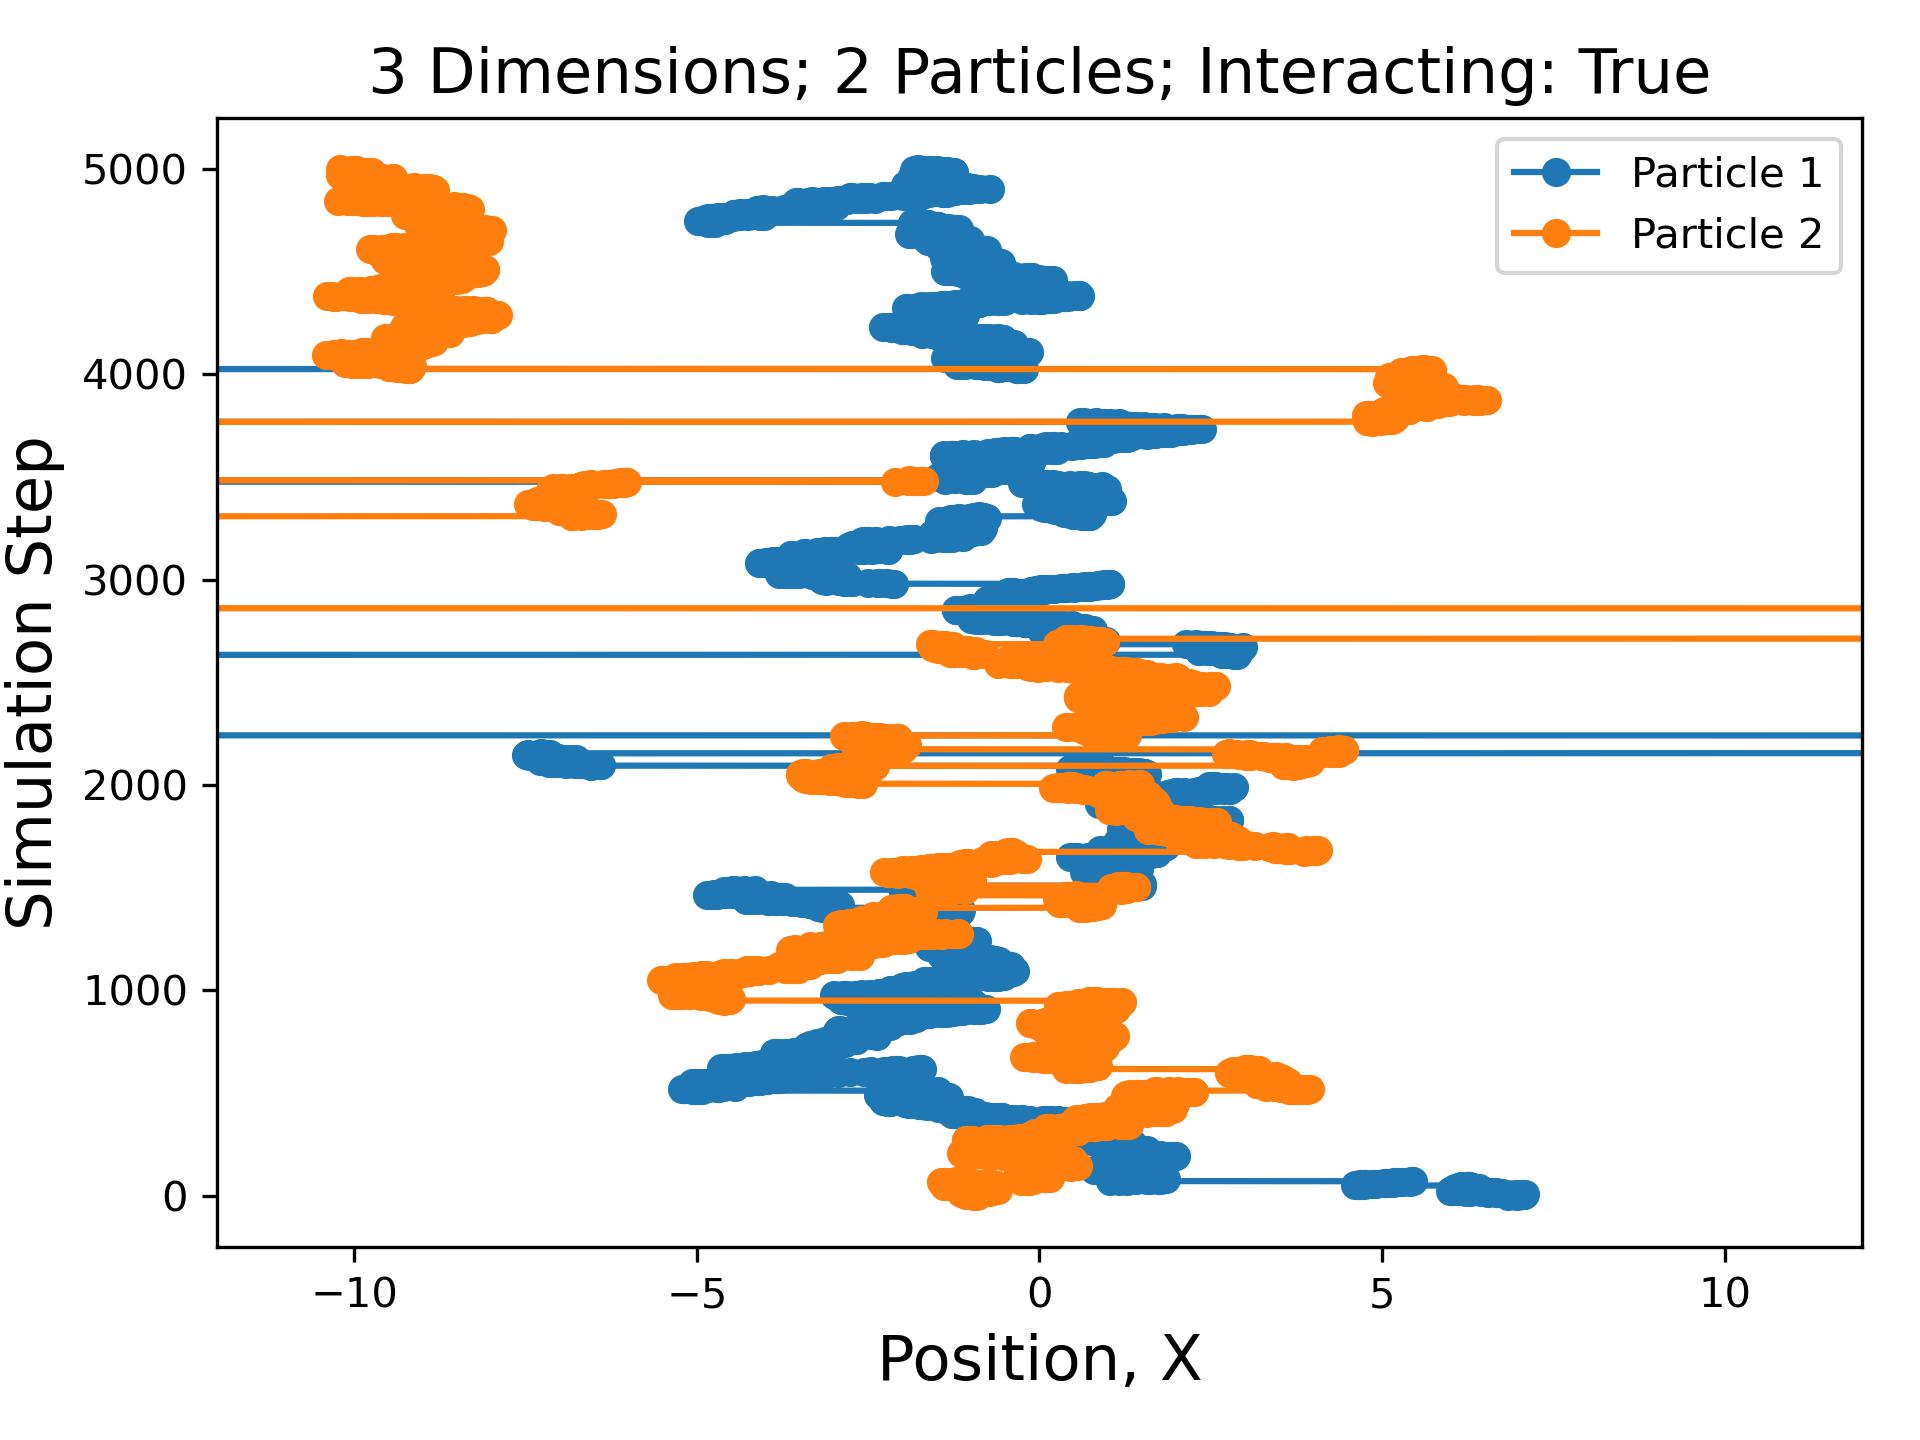 3 Dimensions; 2 Particles; Interacting: True
Particle 1
Particle 2
5000
4000
3000
2000
1000
0
Simulation Step
−10
−5
0
5
10
Position, X